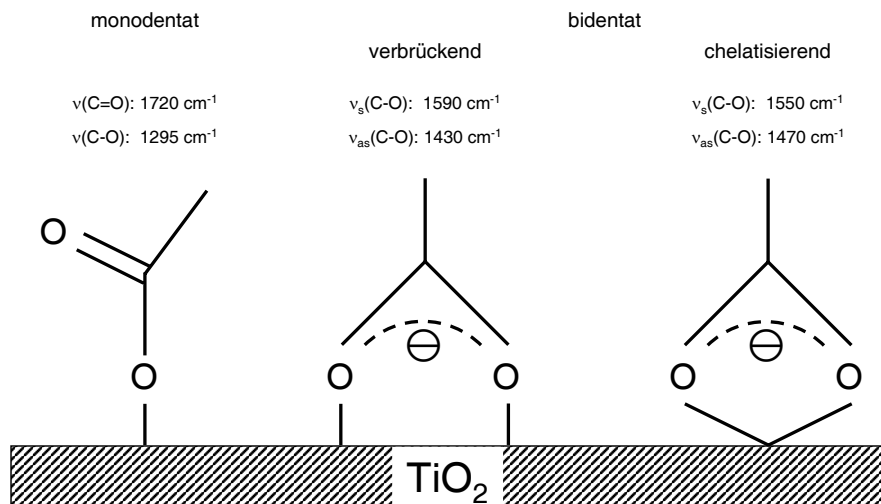 monodentat
bidentat
verbrückend
chelatisierend
ν(C=O): 1720 cm⁻¹
ν(C-O): 1295 cm⁻¹
νₛ(C-O): 1590 cm⁻¹
νₐₛ(C-O): 1430 cm⁻¹
νₛ(C-O): 1550 cm⁻¹
νₐₛ(C-O): 1470 cm⁻¹
O
O
O
O
O
O
TiO₂